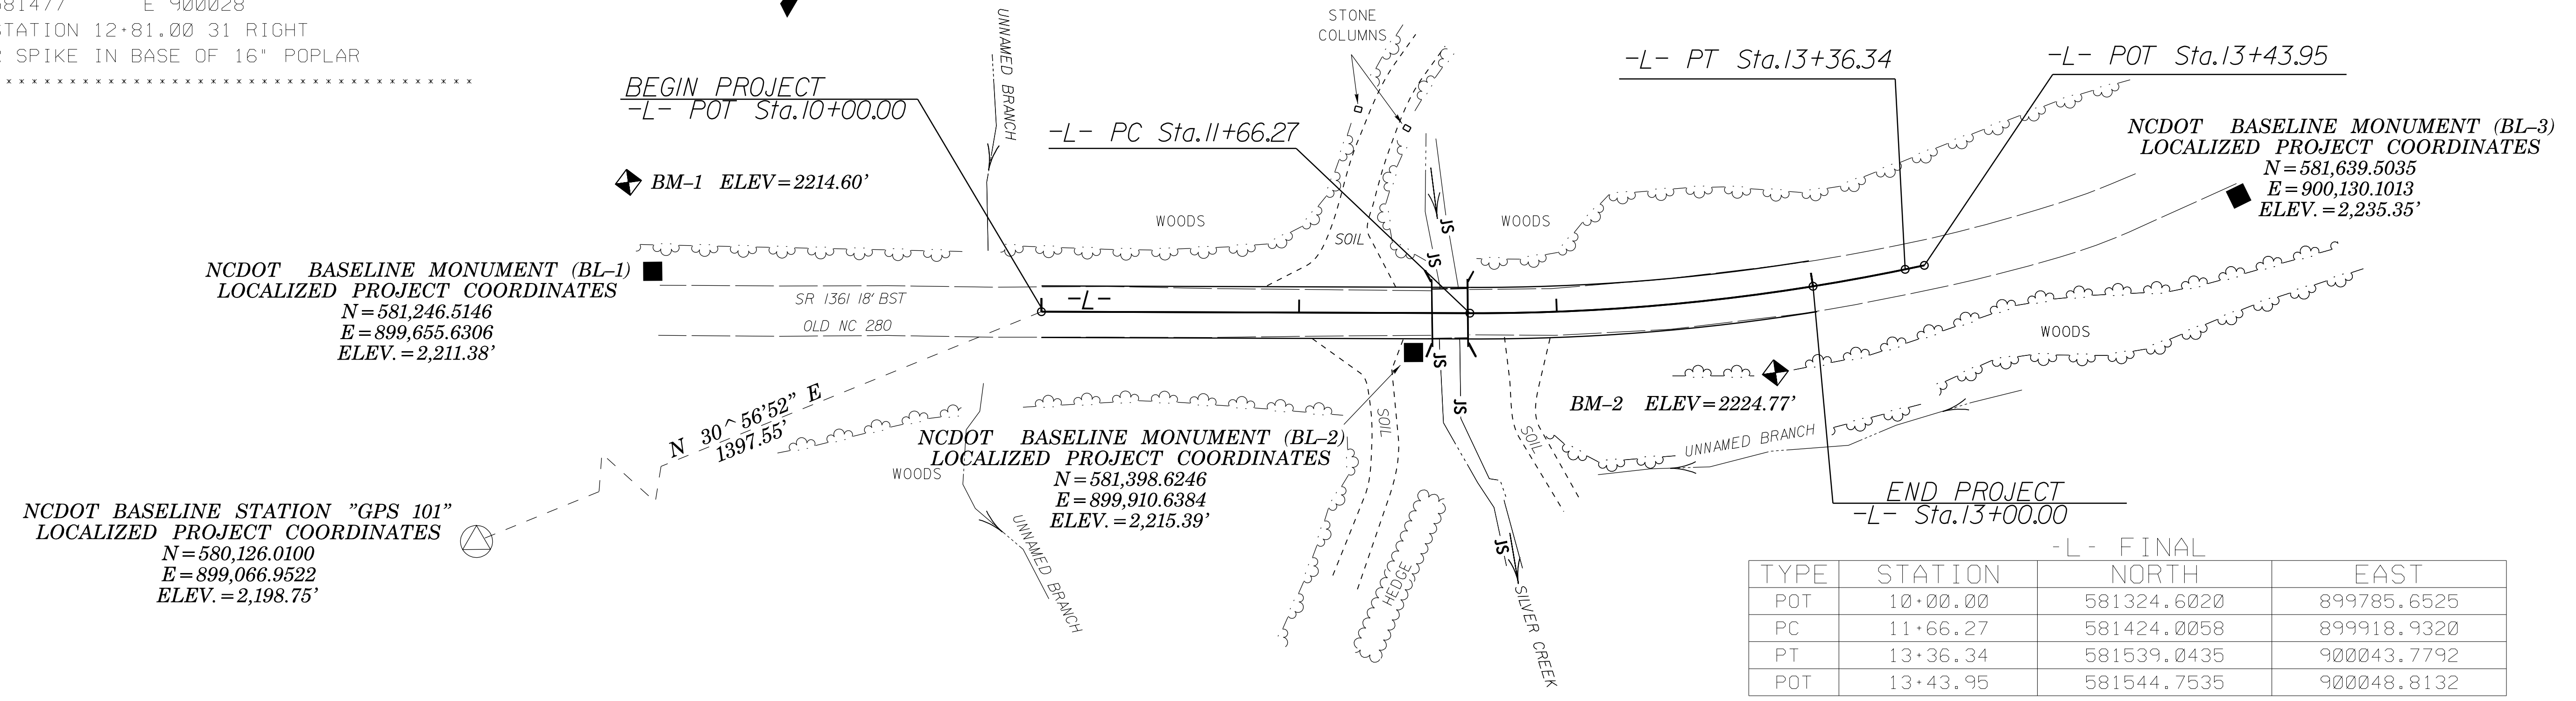 E 900028
STATION 12+81.00 31 RIGHT
SPIKE IN BASE OF 16" POPLAR
* * * * * * * * * * * * * * * * * * * * * * * * * * * * * * * * * * * * *
UNNAMED BRANCH
STONE
COLUMNS
BEGIN PROJECT
-L- POT Sta.10+00.00
-L- PC Sta.11+66.27
-L- PT Sta.13+36.34
-L- POT Sta.13+43.95
NCDOT BASELINE MONUMENT (BL-3)
LOCALIZED PROJECT COORDINATES
N=581,639.5035
E=900,130.1013
ELEV.=2,235.35'
BM-1 ELEV=2214.60'
WOODS
SOIL
JS
JS
WOODS
NCDOT BASELINE MONUMENT (BL-1)
LOCALIZED PROJECT COORDINATES
N=581,246.5146
E=899,655.6306
ELEV.=2,211.38'
SR 1361 18' BST
OLD NC 280
-L-
WOODS
JS
JS
BM-2 ELEV=2224.77'
N 30^56'52" E
1397.55'
WOODS
NCDOT BASELINE MONUMENT (BL-2)
LOCALIZED PROJECT COORDINATES
N=581,398.6246
E=899,910.6384
ELEV.=2,215.39'
SOIL
SOIL
UNNAMED BRANCH
END PROJECT
-L- Sta.13+00.00
NCDOT BASELINE STATION "GPS 101"
LOCALIZED PROJECT COORDINATES
N=580,126.0100
E=899,066.9522
ELEV.=2,198.75'
UNNAMED BRANCH
HEDGE
JS
SILVER CREEK
-L- FINAL
TYPE STATION NORTH EAST
POT 10+00.00 581324.6020 899785.6525
PC 11+66.27 581424.0058 899918.9320
PT 13+36.34 581539.0435 900043.7792
POT 13+43.95 581544.7535 900048.8132